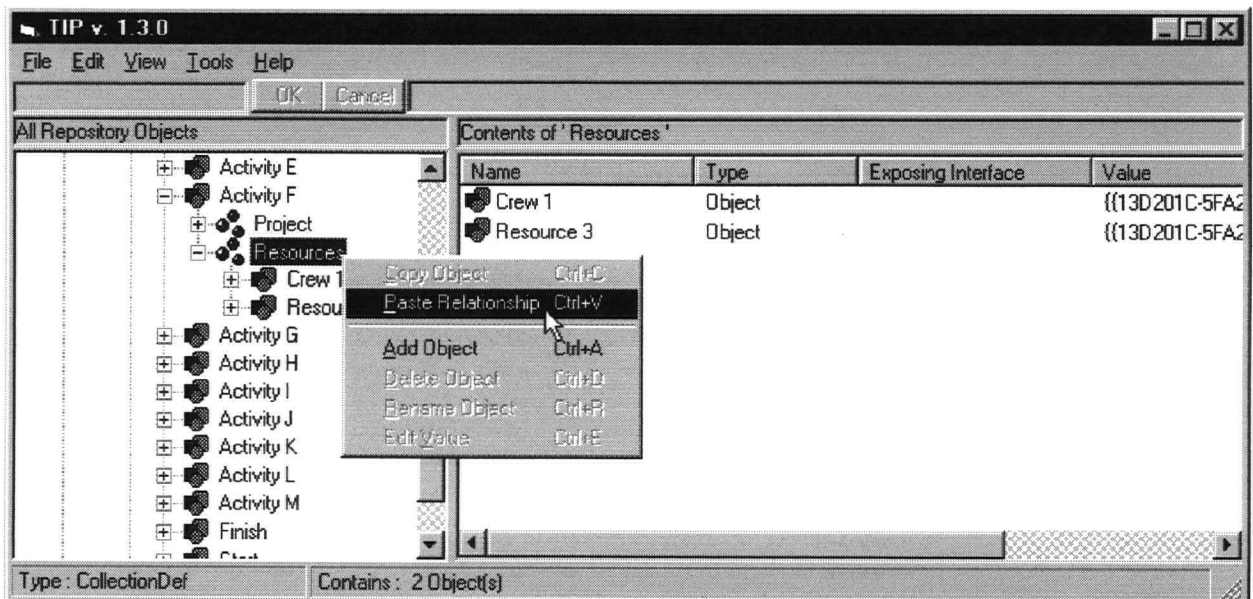 TIP v. 1.3.0
File Edit View Tools Help
OK Cancel
All Repository Objects
Contents of ' Resources '
Name Type Exposing Interface Value
Crew 1 Object {{13D201C-5FA2
Resource 3 Object {{13D201C-5FA2
Activity E
Activity F
Project
Resources
Crew 1
Resou
Activity G
Activity H
Activity I
Activity J
Activity K
Activity L
Activity M
Finish
Start
Copy Object Ctrl+C
Paste Relationship Ctrl+V
Add Object Ctrl+A
Delete Object Ctrl+D
Rename Object Ctrl+R
Edit Value Ctrl+E
Type : CollectionDef
Contains : 2 Object(s)